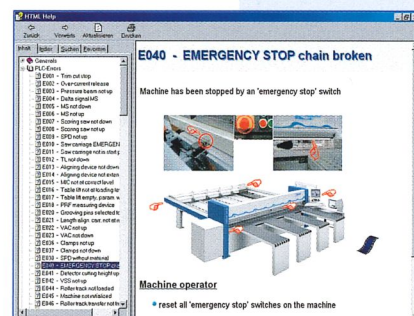 HTML Help
Zurück Vorwärts Aktualisieren Drucken
Inhalt Index Suchen Favoriten
Generals
PLC-Errors
E001 - Trim cut stop
E002 - Over current release
E003 - Pressure beam not up
E004 - Delta signal MS
E005 - MS not down
E006 - MS not up
E007 - Scoring saw not down
E008 - Scoring saw not up
E009 - SPD not up
E010 - Saw carriage EMERGEN
E011 - Saw carriage not in start p
E012 - TL not down
E013 - Aligning device not down
E014 - Aligning device not exten
E015 - MIC not at correct level
E016 - Table lift not at loading le
E017 - Table lift empty, param. w
E018 - PRF measuring device
E020 - Grooving pins selected to
E021 - Length align. carr. not at
E022 - VAC not up
E023 - VAC not down
E036 - Clamps not up
E037 - Clamps not down
E038 - SPD without material
E040 - EMERGENCY STOP
E041 - Detector cutting height up
E042 - VSS not up
E044 - Roller track not loaded
E045 - Machine not initialized
E046 - Roller track transfer not
E040 - EMERGENCY STOP chain broken
Machine has been stopped by an 'emergency stop' switch
Machine operator
reset all 'emergency stop' switches on the machine